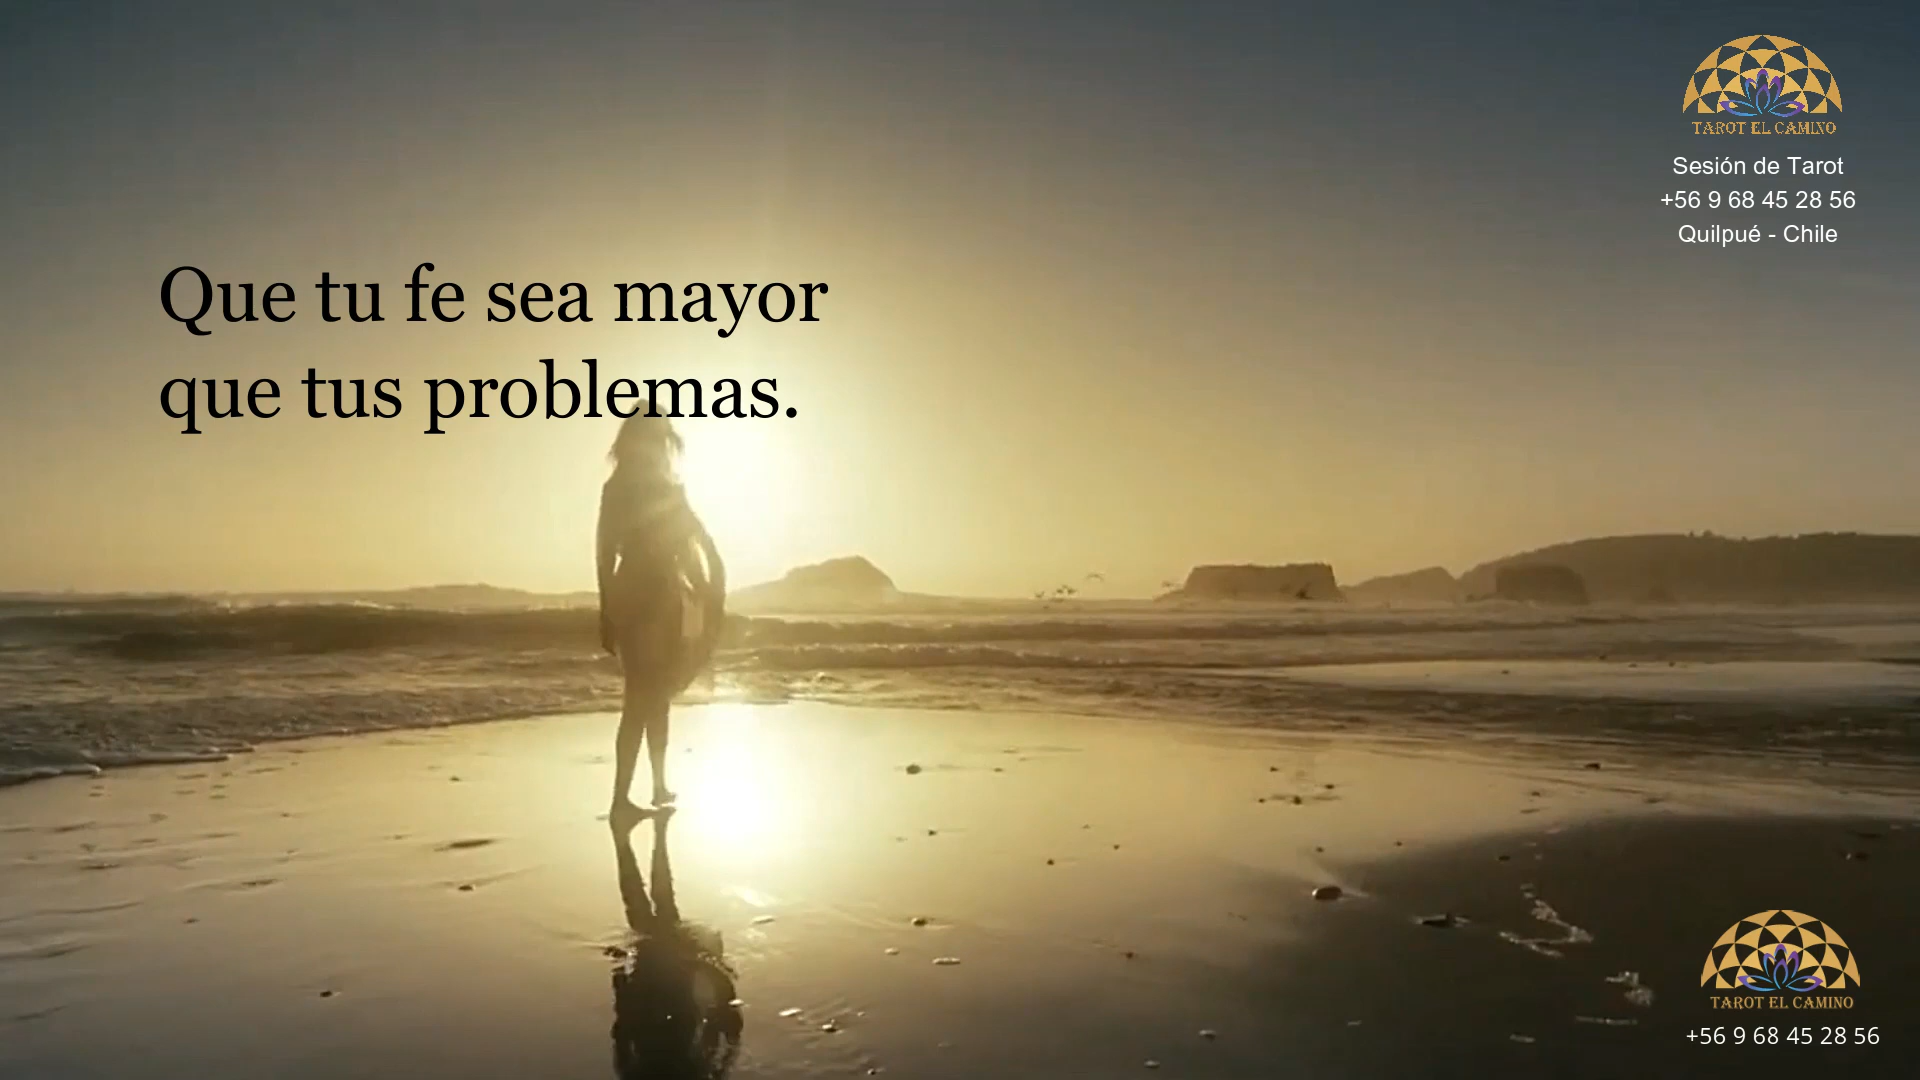 TAROT EL CAMINO
Sesión de Tarot
+56 9 68 45 28 56
Quilpué - Chile
Que tu fe sea mayor
que tus problemas.
TAROT EL CAMINO
+56 9 68 45 28 56